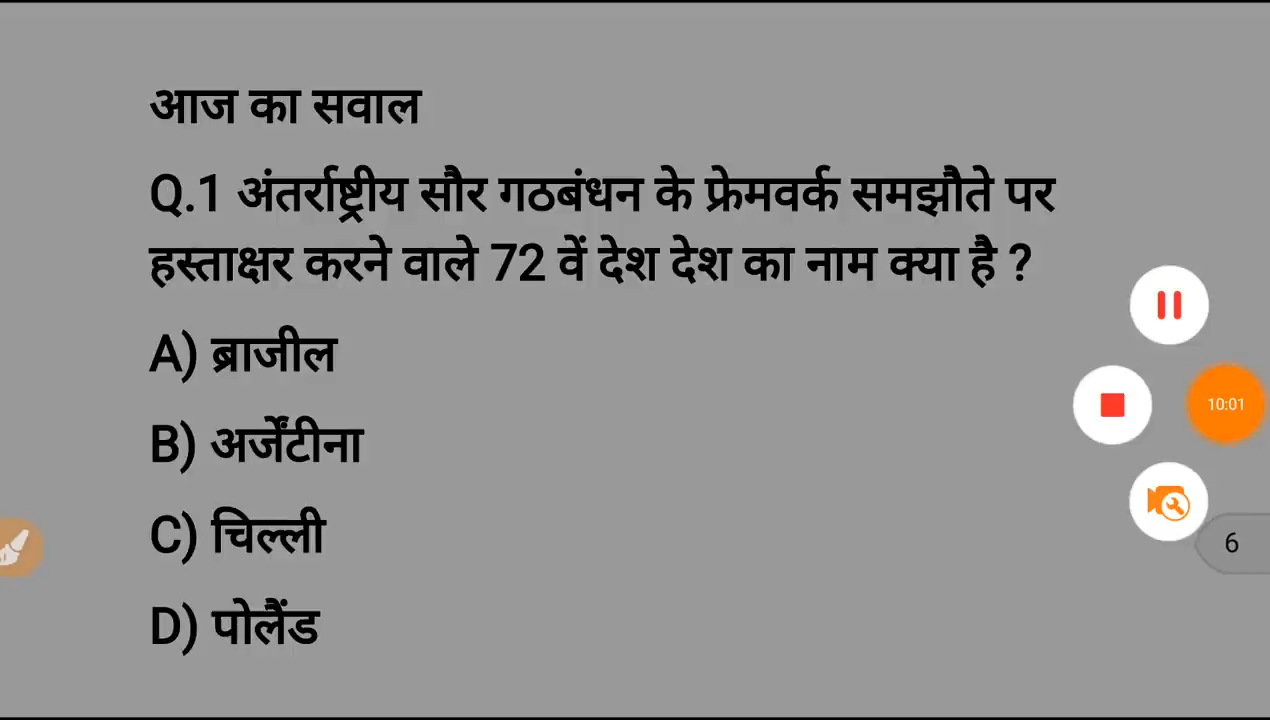 आज का सवाल
Q.1 अंतर्राष्ट्रीय सौर गठबंधन के फ्रेमवर्क समझौते पर
हस्ताक्षर करने वाले 72 वें देश देश का नाम क्या है ?
A) ब्राजील
B) अर्जेंटीना
C) चिल्ली
D) पोलैंड
10:01
6